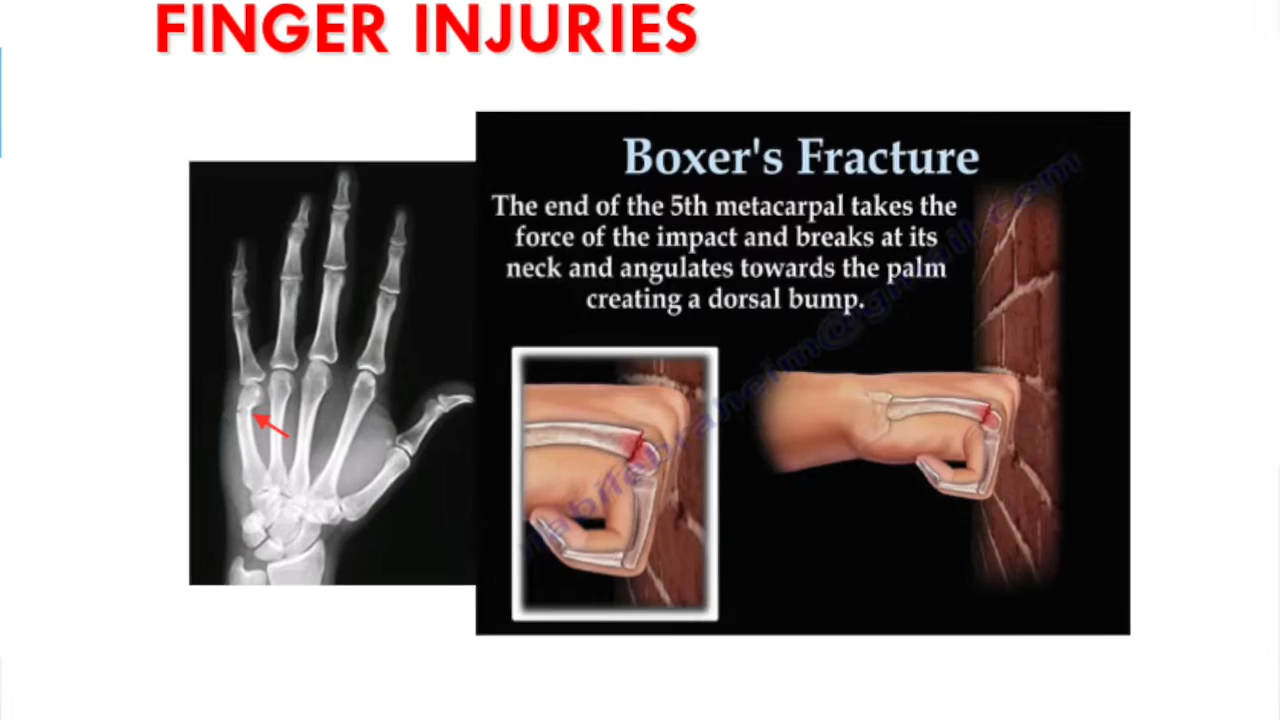 FINGER INJURIES
Boxer's Fracture
The end of the 5th metacarpal takes the
force of the impact and breaks at its
neck and angulates towards the palm
creating a dorsal bump.